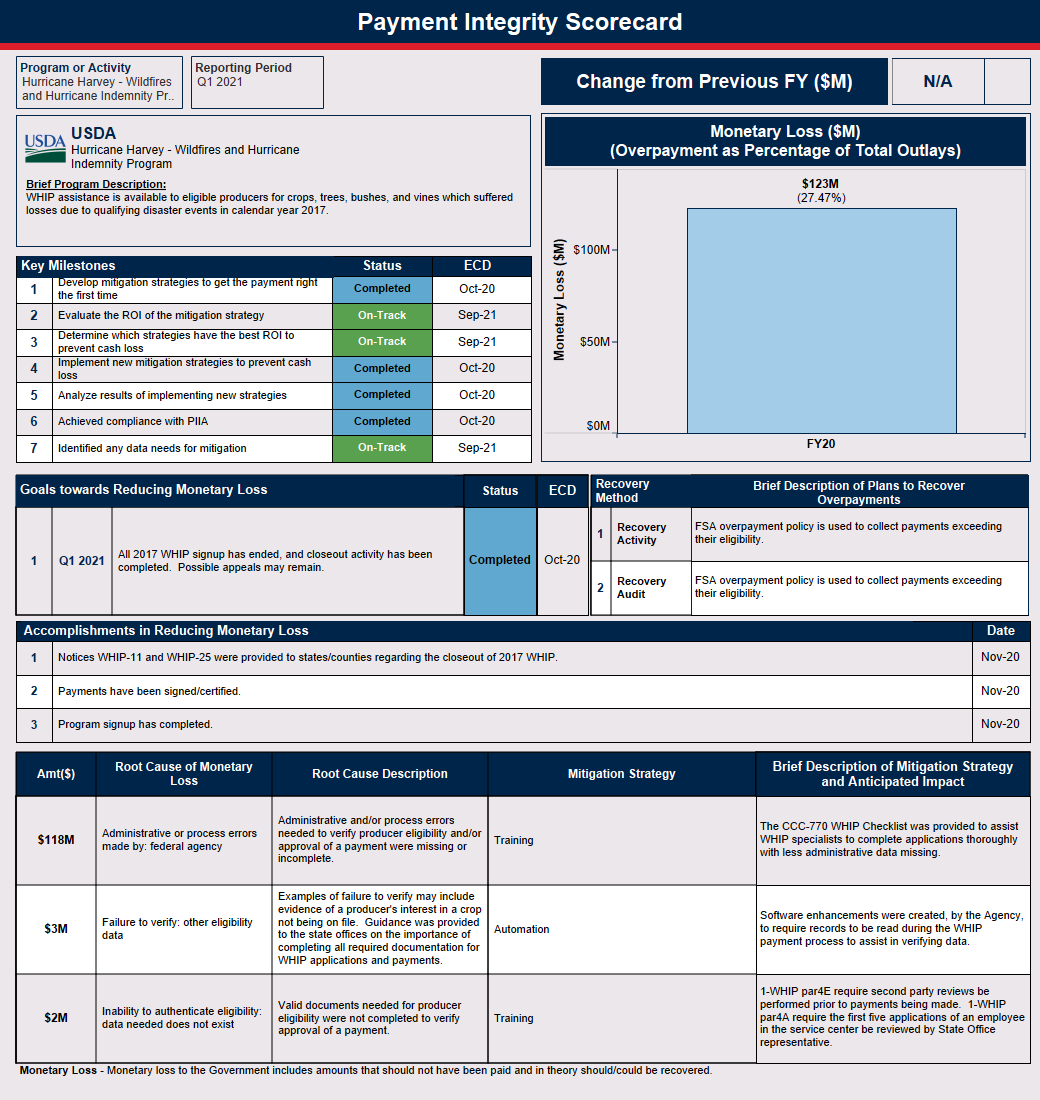 Payment Integrity Scorecard
Program or Activity
Hurricane Harvey - Wildfires
and Hurricane Indemnity Pr..
Reporting Period
Q1 2021
Change from Previous FY ($M)
N/A
USDA
USDA
Hurricane Harvey - Wildfires and Hurricane
Indemnity Program
Brief Program Description:
WHIP assistance is available to eligible producers for crops, trees, bushes, and vines which suffered
losses due to qualifying disaster events in calendar year 2017.
Monetary Loss ($M)
(Overpayment as Percentage of Total Outlays)
$123M
(27.47%)
Monetary Loss ($M)
$100M
$50M
$0M
FY20
Key Milestones Status ECD
1 Develop mitigation strategies to get the payment right
the first time Completed Oct-20
2 Evaluate the ROI of the mitigation strategy On-Track Sep-21
3 Determine which strategies have the best ROI to
prevent cash loss On-Track Sep-21
4 Implement new mitigation strategies to prevent cash
loss Completed Oct-20
5 Analyze results of implementing new strategies Completed Oct-20
6 Achieved compliance with PIIA Completed Oct-20
7 Identified any data needs for mitigation On-Track Sep-21
Goals towards Reducing Monetary Loss Status ECD
1 Q1 2021 All 2017 WHIP signup has ended, and closeout activity has been
completed.  Possible appeals may remain. Completed Oct-20
Recovery
Method
Brief Description of Plans to Recover
Overpayments
1 Recovery
Activity
FSA overpayment policy is used to collect payments exceeding
their eligibility.
2 Recovery
Audit
FSA overpayment policy is used to collect payments exceeding
their eligibility.
Accomplishments in Reducing Monetary Loss Date
1 Notices WHIP-11 and WHIP-25 were provided to states/counties regarding the closeout of 2017 WHIP. Nov-20
2 Payments have been signed/certified. Nov-20
3 Program signup has completed. Nov-20
Amt($)
Root Cause of Monetary
Loss
Root Cause Description
Mitigation Strategy
Brief Description of Mitigation Strategy
and Anticipated Impact
$118M
Administrative or process errors
made by: federal agency
Administrative and/or process errors
needed to verify producer eligibility and/or
approval of a payment were missing or
incomplete.
Training
The CCC-770 WHIP Checklist was provided to assist
WHIP specialists to complete applications thoroughly
with less administrative data missing.
$3M
Failure to verify: other eligibility
data
Examples of failure to verify may include
evidence of a producer's interest in a crop
not being on file.  Guidance was provided
to the state offices on the importance of
completing all required documentation for
WHIP applications and payments.
Automation
Software enhancements were created, by the Agency,
to require records to be read during the WHIP
payment process to assist in verifying data.
$2M
Inability to authenticate eligibility:
data needed does not exist
Valid documents needed for producer
eligibility were not completed to verify
approval of a payment.
Training
1-WHIP par4E require second party reviews be
performed prior to payments being made.  1-WHIP
par4A require the first five applications of an employee
in the service center be reviewed by State Office
representative.
Monetary Loss - Monetary loss to the Government includes amounts that should not have been paid and in theory should/could be recovered.